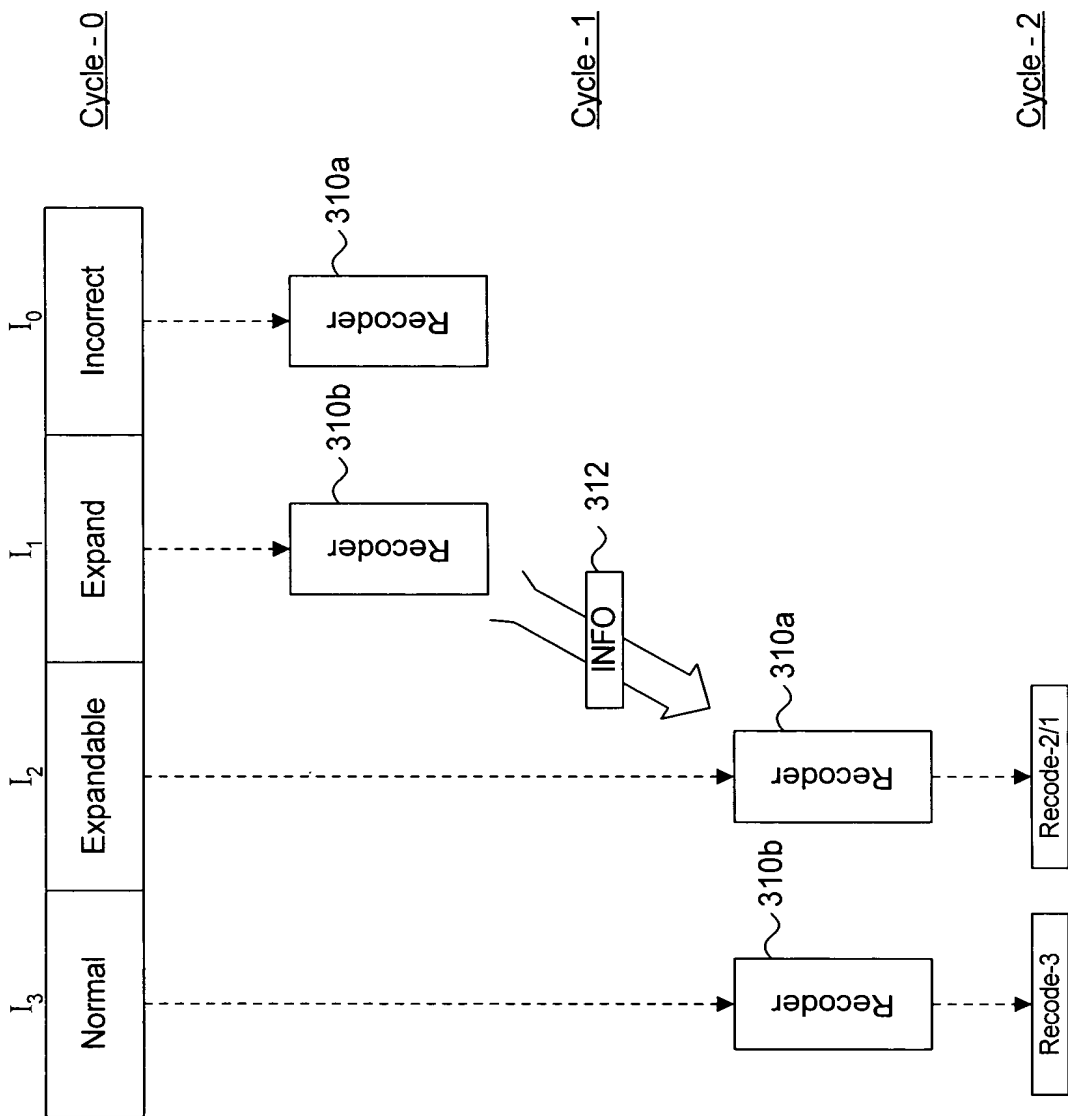 I3 I2 I1 I0
Normal Expandable Expand Incorrect Cycle - 0
310b 310a
Recoder Recoder
312
INFO Cycle - 1
310b 310a
Recoder Recoder
Recode-3 Recode-2/1 Cycle - 2